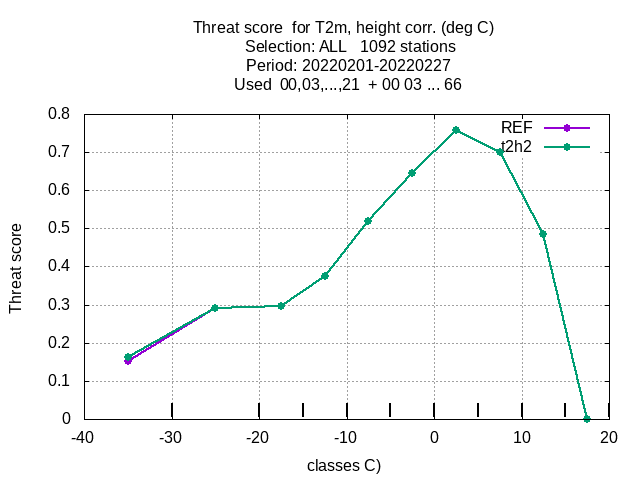 Threat score  for T2m, height corr. (deg C)
Selection: ALL   1092 stations
Period: 20220201-20220227
Used  00,03,...,21  + 00 03 ... 66
REF
t2h2
Threat score
0.8
0.7
0.6
0.5
0.4
0.3
0.2
0.1
0
-40 -30 -20 -10 0 10 20
classes C)